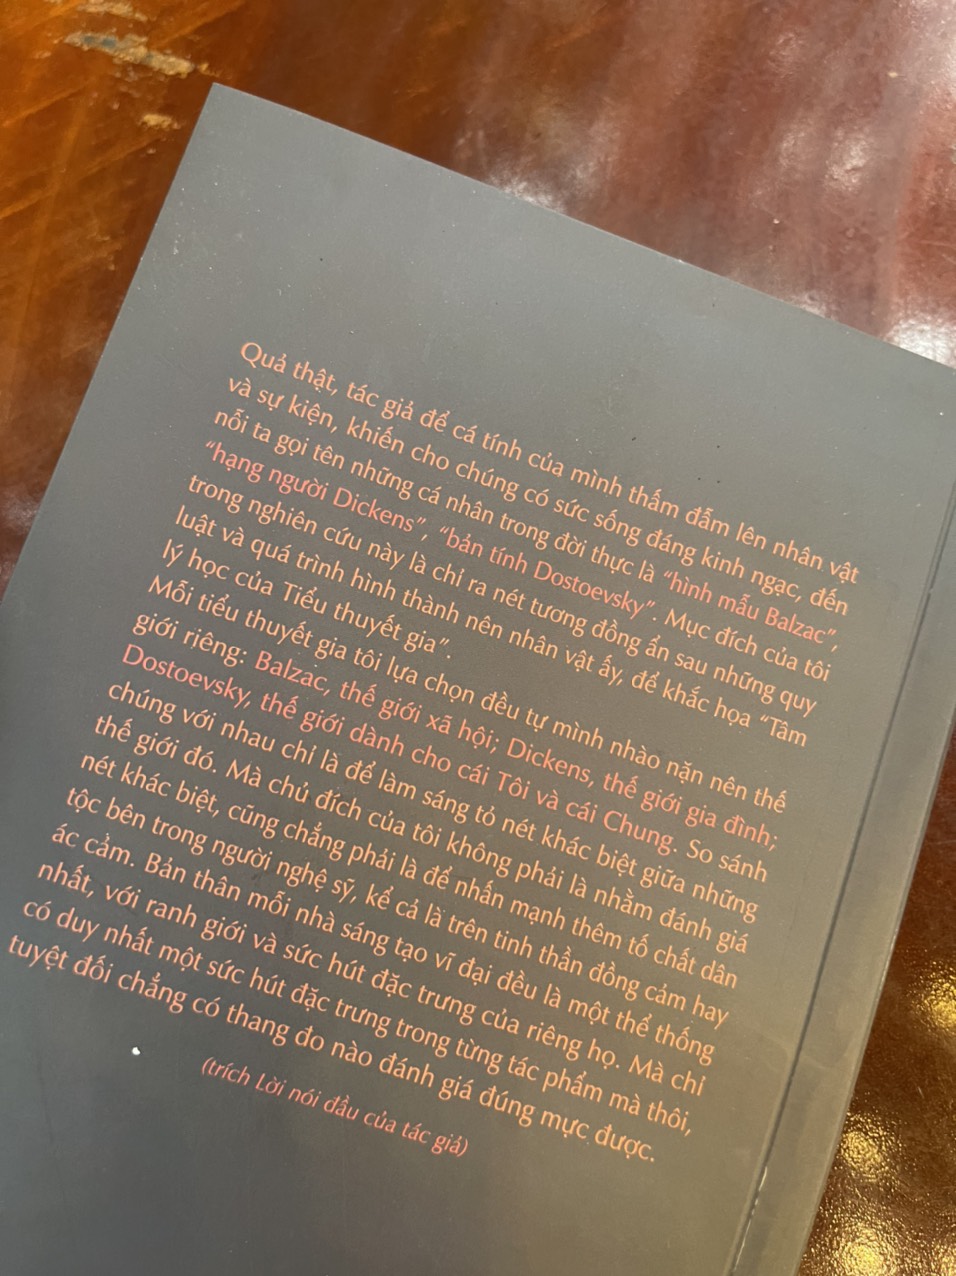 Quả thật, tác giả để cá tính của mình thấm đẫm lên nhân vật
và sự kiện, khiến cho chúng có sức sống đáng kinh ngạc, đến
nỗi ta gọi tên những cá nhân trong đời thực là “hình mẫu Balzac”,
“hạng người Dickens”, “bản tính Dostoevsky”. Mục đích của tôi
trong nghiên cứu này là chỉ ra nét tương đồng ẩn sau những quy
luật và quá trình hình thành nên nhân vật ấy, để khắc họa “Tâm
lý học của Tiểu thuyết gia”.
Mỗi tiểu thuyết gia tôi lựa chọn đều tự mình nhào nặn nên thế
giới riêng: Balzac, thế giới xã hội; Dickens, thế giới gia đình;
Dostoevsky, thế giới dành cho cái Tôi và cái Chung. So sánh
chúng với nhau chỉ là để làm sáng tỏ nét khác biệt giữa những
thế giới đó. Mà chủ đích của tôi không phải là nhằm đánh giá
nét khác biệt, cũng chẳng phải là để nhấn mạnh thêm tố chất dân
tộc bên trong người nghệ sỹ, kể cả là trên tinh thần đồng cảm hay
ác cảm. Bản thân mỗi nhà sáng tạo vĩ đại đều là một thể thống
nhất, với ranh giới và sức hút đặc trưng của riêng họ. Mà chỉ
có duy nhất một sức hút đặc trưng trong từng tác phẩm mà thôi,
tuyệt đối chẳng có thang đo nào đánh giá đúng mực được.
(trích Lời nói đầu của tác giả)